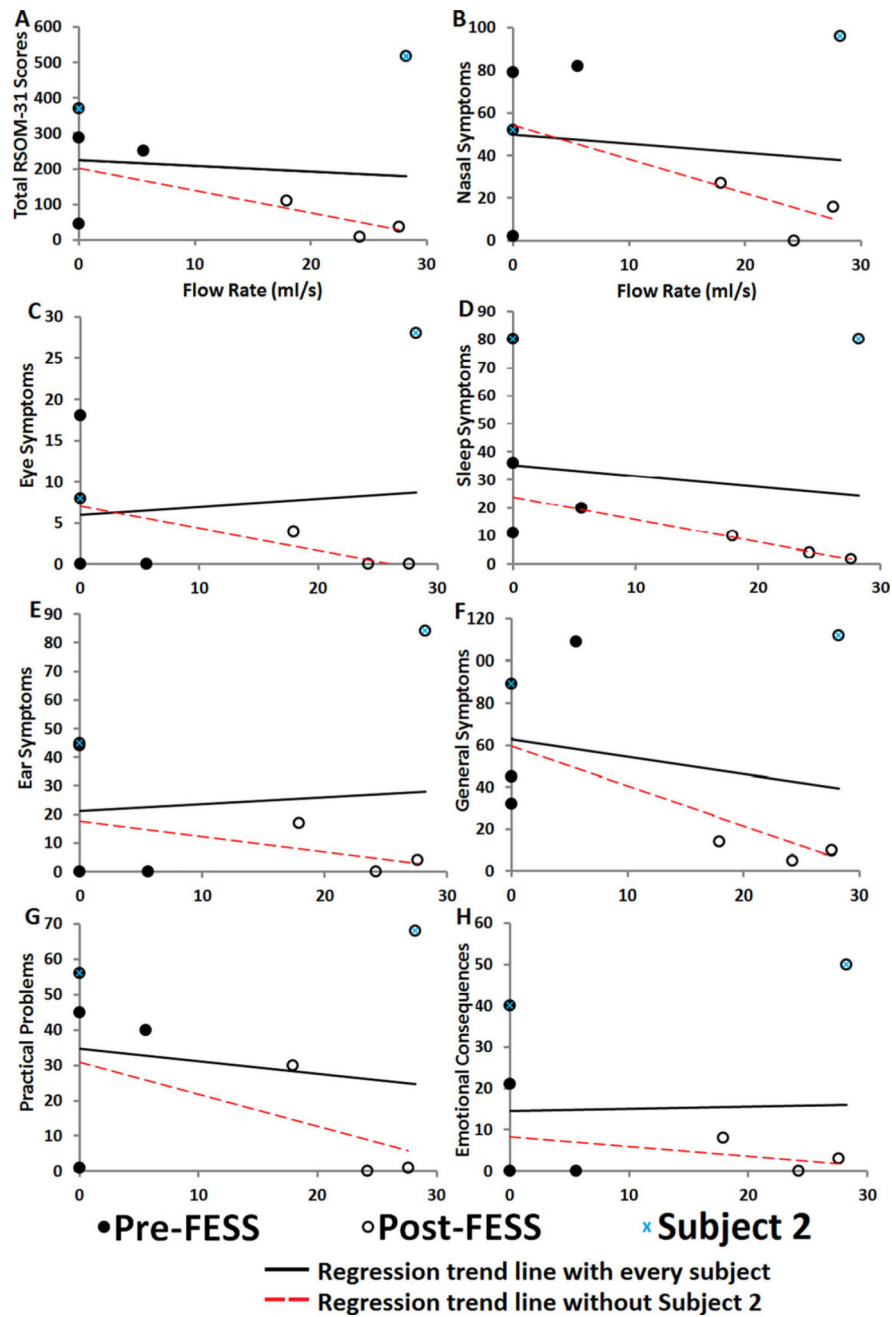 A
B
600
500
400
300
200
100
0
Total RSOM-31 Scores
0 10 20 30
Flow Rate (ml/s)
100
80
60
40
20
0
Nasal Symptoms
0 10 20 30
Flow Rate (ml/s)
C
D
30
25
20
15
10
5
0
Eye Symptoms
0 10 20 30
90
80
70
60
50
40
30
20
10
0
Sleep Symptoms
0 10 20 30
E
F
90
80
70
60
50
40
30
20
10
0
Ear Symptoms
0 10 20 30
120
00
80
60
40
20
0
General Symptoms
0 10 20 30
G
H
70
60
50
40
30
20
10
0
Practical Problems
0 10 20 30
60
50
40
30
20
10
0
Emotional Consequences
0 10 20 30
Pre-FESS Post-FESS x Subject 2
Regression trend line with every subject
Regression trend line without Subject 2